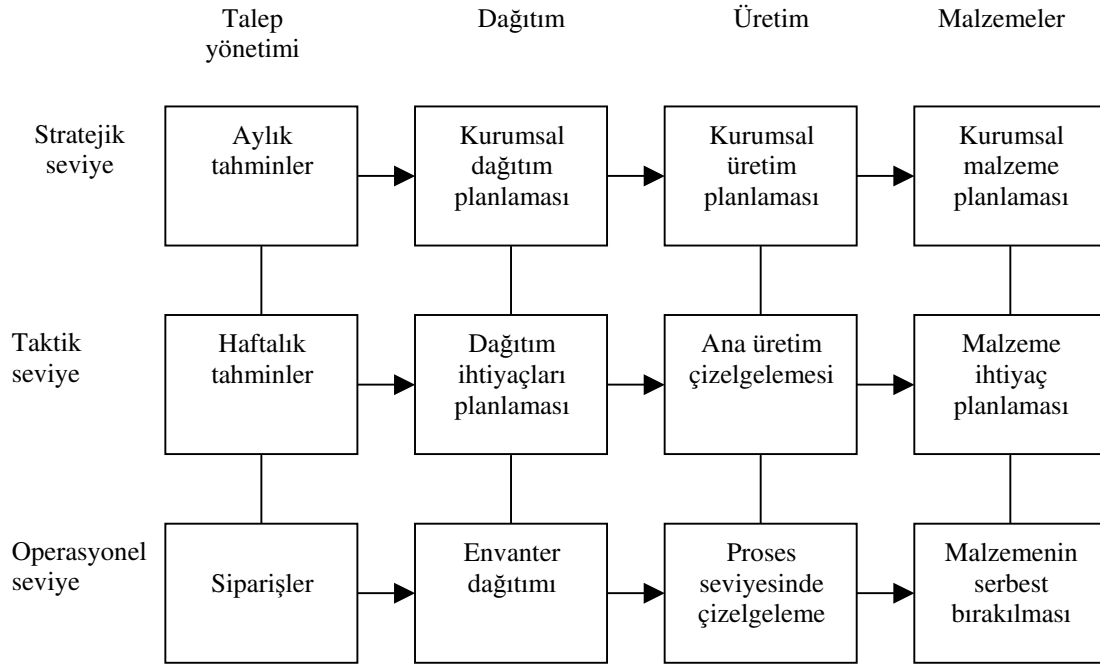 Talep
yönetimi
Dağıtım
Üretim
Malzemeler
Stratejik
seviye
Aylık
tahminler
Kurumsal
dağıtım
planlaması
Kurumsal
üretim
planlaması
Kurumsal
malzeme
planlaması
Taktik
seviye
Haftalık
tahminler
Dağıtım
ihtiyaçları
planlaması
Ana üretim
çizelgelemesi
Malzeme
ihtiyaç
planlaması
Operasyonel
seviye
Siparişler
Envanter
dağıtımı
Proses
seviyesinde
çizelgeleme
Malzemenin
serbest
bırakılması